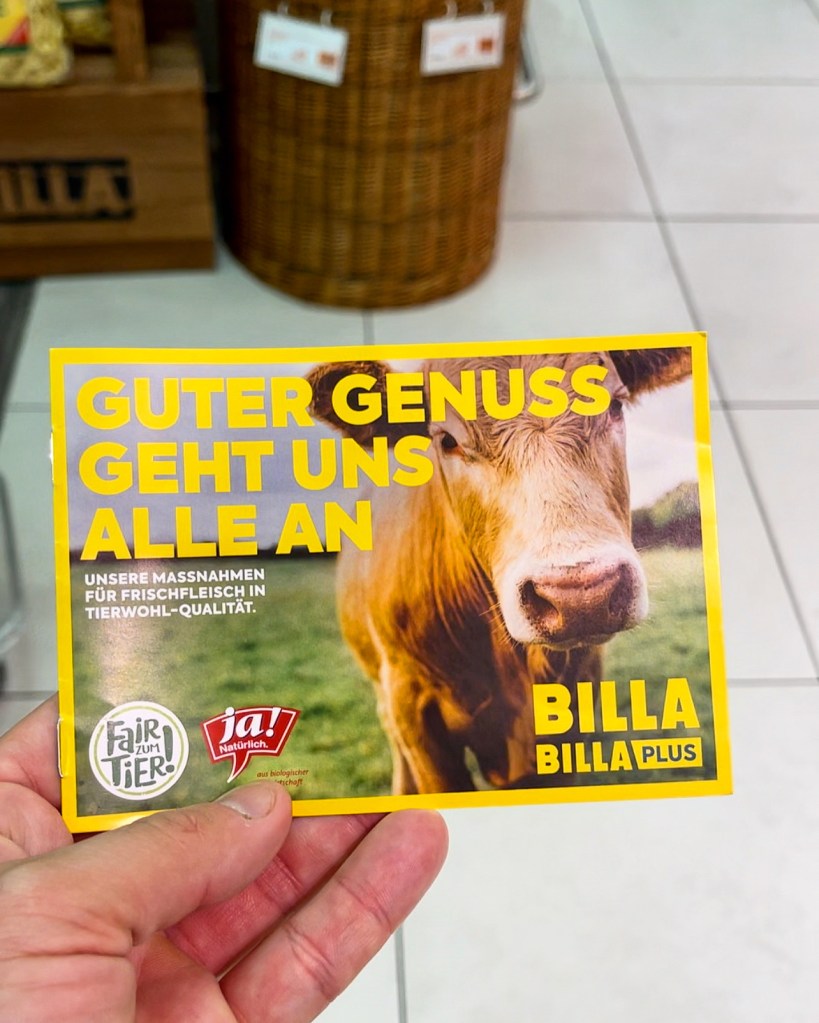 ILLA
GUTER GENUSS
GEHT UNS
ALLE AN
UNSERE MASSNAHMEN
FÜR FRISCHFLEISCH IN
TIERWOHL-QUALITÄT.
FAIR
ZUM
TIER!
ja!
Natürlich.
aus biologischer
BILLA
BILLA PLUS